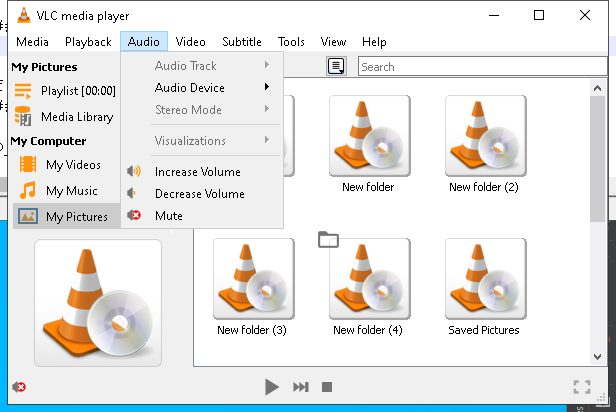 VLC media player
Media Playback Audio Video Subtitle Tools View Help
My Pictures
Playlist [00:00]
Media Library
My Computer
My Videos
My Music
My Pictures
Audio Track
Audio Device
Stereo Mode
Visualizations
Increase Volume
Decrease Volume
Mute
Search
New folder
New folder (2)
New folder (3)
New folder (4)
Saved Pictures